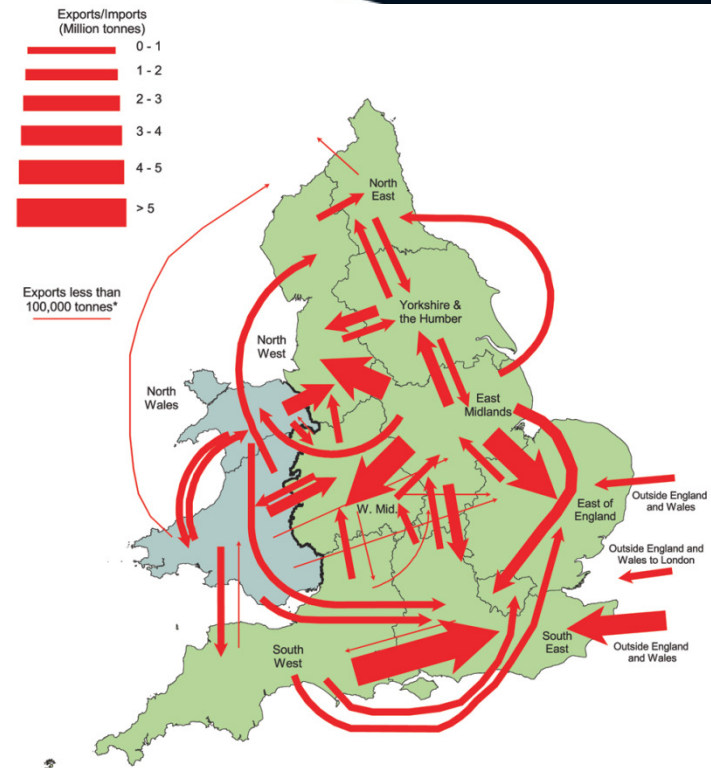 Exports/Imports
(Million tonnes)
0 - 1
1 - 2
2 - 3
3 - 4
4 - 5
> 5
Exports less than
100,000 tonnes*
North
East
Yorkshire &
the Humber
North
West
North
Wales
East
Midlands
W. Mid.
East of
England
Outside England
and Wales
Outside England and
Wales to London
South
West
South
East
Outside England
and Wales